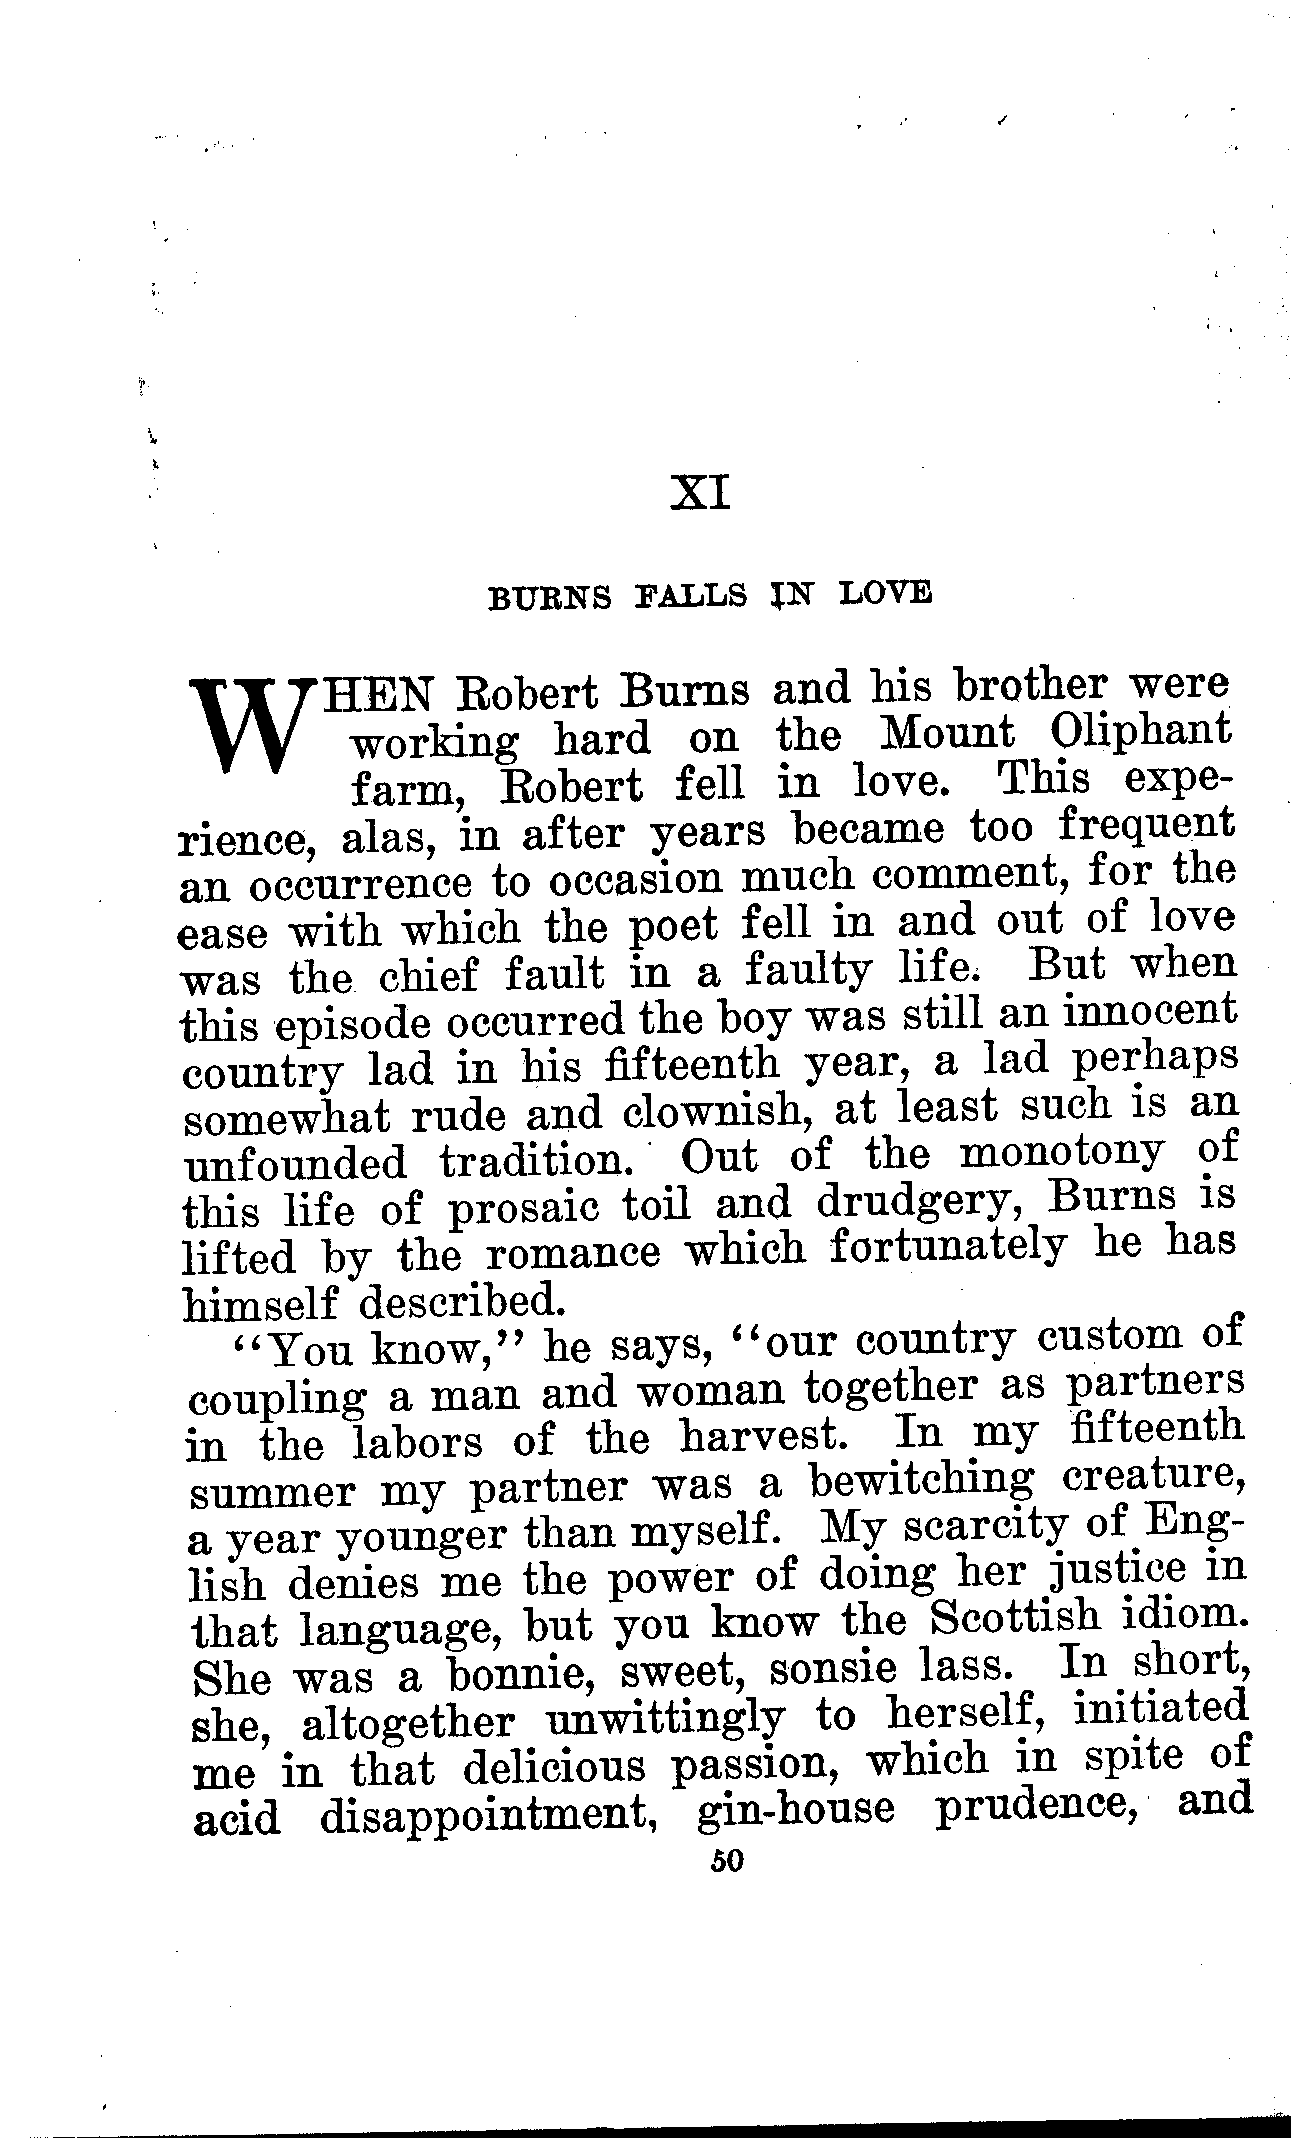 XI
BURNS FALLS IN LOVE
WHEN Robert Burns and his brother were
working hard on the Mount Oliphant
farm, Robert fell in love. This expe-
rience, alas, in after years became too frequent
an occurrence to occasion much comment, for the
ease with which the poet fell in and out of love
was the chief fault in a faulty life. But when
this episode occurred the boy was still an innocent
country lad in his fifteenth year, a lad perhaps
somewhat rude and clownish, at least such is an
unfounded tradition. Out of the monotony of
this life of prosaic toil and drudgery, Burns is
lifted by the romance which fortunately he has
himself described.
“You know,” he says, “our country custom of
coupling a man and woman together as partners
in the labors of the harvest. In my fifteenth
summer my partner was a bewitching creature,
a year younger than myself. My scarcity of Eng-
lish denies me the power of doing her justice in
that language, but you know the Scottish idiom.
She was a bonnie, sweet, sonsie lass. In short,
she, altogether unwittingly to herself, initiated
me in that delicious passion, which in spite of
acid disappointment, gin-house prudence, and
50